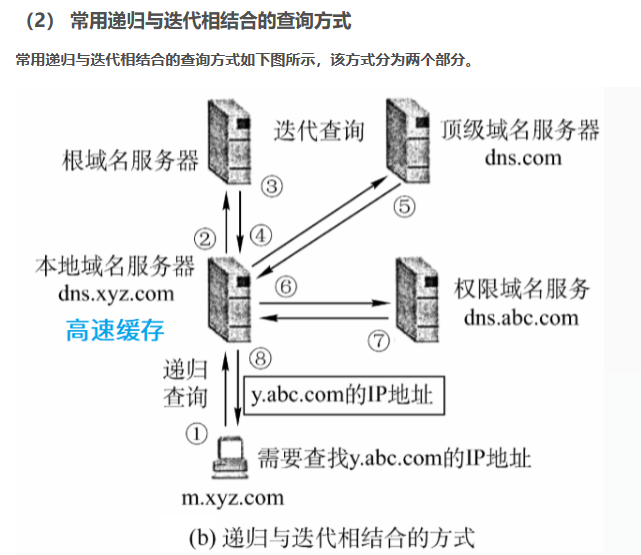 （2） 常用递归与迭代相结合的查询方式
常用递归与迭代相结合的查询方式如下图所示，该方式分为两个部分。
迭代查询
顶级域名服务器
dns.com
根域名服务器
③
⑤
②
④
本地域名服务器
dns.xyz.com
高速缓存
⑥
权限域名服务
dns.abc.com
⑦
⑧
递归
查询
y.abc.com的IP地址
①
需要查找y.abc.com的IP地址
m.xyz.com
(b) 递归与迭代相结合的方式